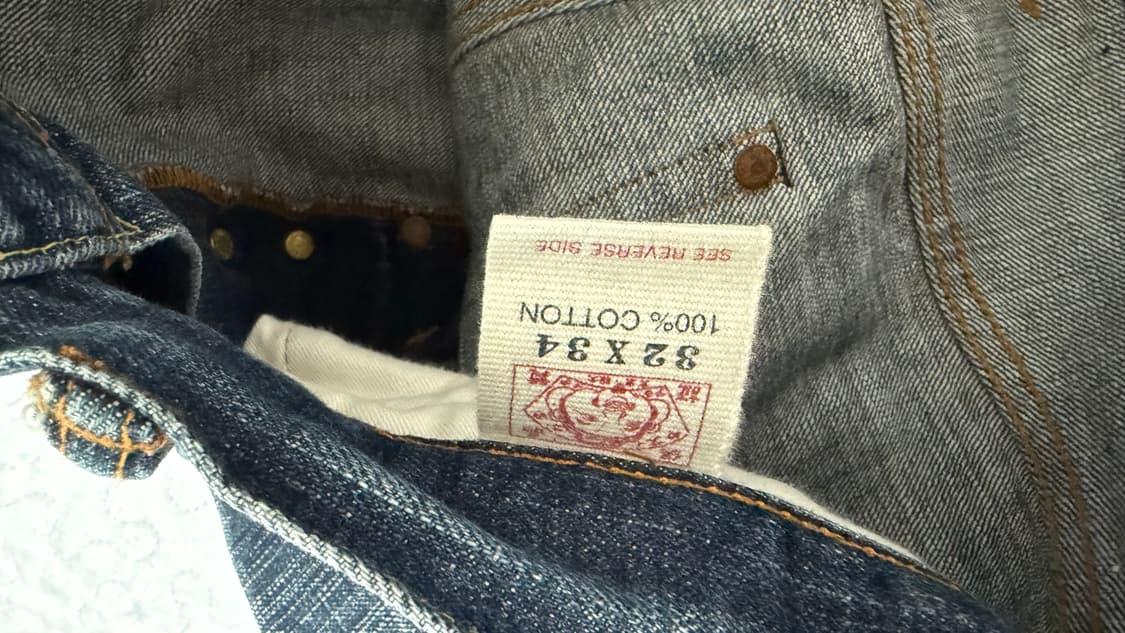 32 X 34
100% COTTON
SEE REVERSE SIDE